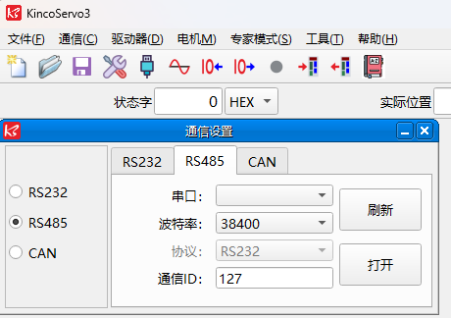 KincoServo3
文件(F) 通信(C) 驱动器(D) 电机(M) 专家模式(S) 工具(T) 帮助(H)
状态字 0 HEX 实际位置
通信设置
RS232 RS485 CAN
RS232
RS485
CAN
串口:
刷新
波特率: 38400
协议: RS232
打开
通信ID: 127